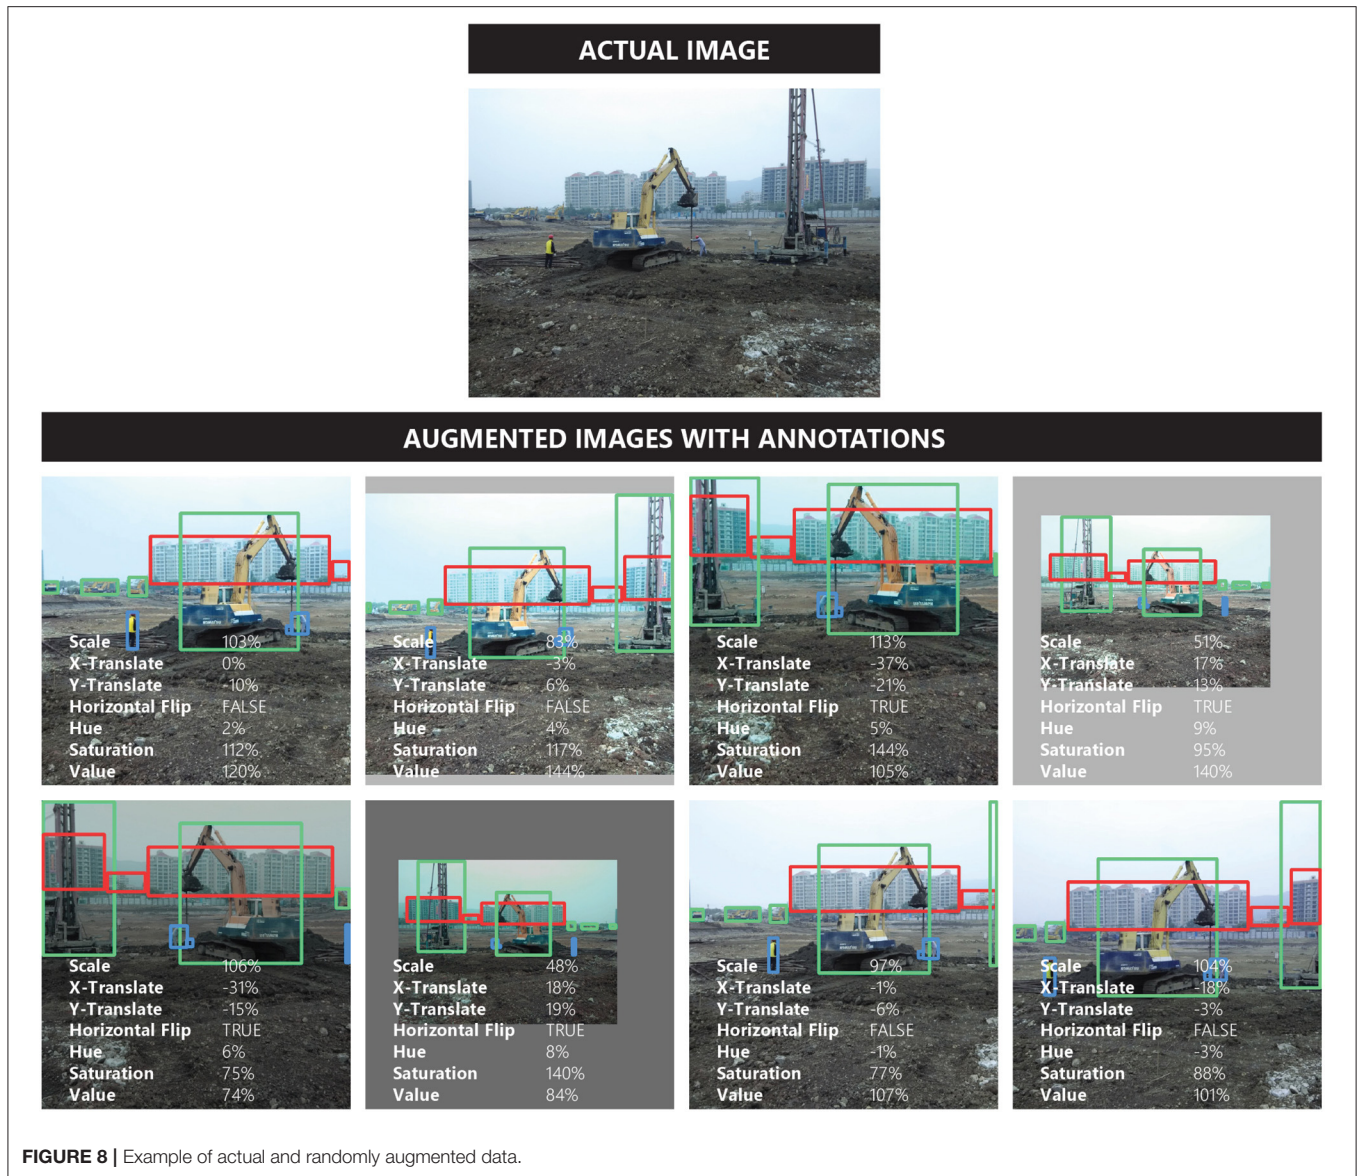 ACTUAL IMAGE
AUGMENTED IMAGES WITH ANNOTATIONS
Scale 103%
X-Translate 0%
Y-Translate -10%
Horizontal Flip FALSE
Hue 2%
Saturation 112%
Value 120%
Scale 83%
X-Translate -3%
Y-Translate 6%
Horizontal Flip FALSE
Hue 4%
Saturation 117%
Value 144%
Scale 113%
X-Translate -37%
Y-Translate -21%
Horizontal Flip TRUE
Hue 5%
Saturation 144%
Value 105%
Scale 51%
X-Translate 17%
Y-Translate 13%
Horizontal Flip TRUE
Hue 9%
Saturation 95%
Value 140%
Scale 106%
X-Translate -31%
Y-Translate -15%
Horizontal Flip TRUE
Hue 6%
Saturation 75%
Value 74%
Scale 48%
X-Translate 18%
Y-Translate 19%
Horizontal Flip TRUE
Hue 8%
Saturation 140%
Value 84%
Scale 97%
X-Translate -1%
Y-Translate -6%
Horizontal Flip FALSE
Hue -1%
Saturation 77%
Value 107%
Scale 104%
X-Translate -18%
Y-Translate -3%
Horizontal Flip FALSE
Hue -3%
Saturation 88%
Value 101%
FIGURE 8 | Example of actual and randomly augmented data.